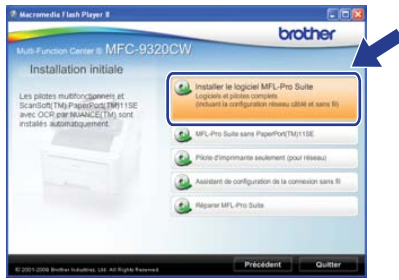 Macromedia Flash Player 8
brother
Multi-Function Center ® MFC-9320CW
Installation initiale
Les pilotes multifonctionnels et
ScanSoft(TM) PaperPort(TM)11SE
avec OCR par NUANCE(TM) sont
installés automatiquement.
Installer le logiciel MFL-Pro Suite
Logiciels et pilotes complets
(incluant la configuration réseau câblé et sans fil)
MFL-Pro Suite sans PaperPort(TM)11SE
Pilote d'imprimante seulement (pour réseau)
Assistant de configuration de la connexion sans fil
Réparer MFL-Pro Suite
© 2001-2008 Brother Industries, Ltd. All Rights Reserved.
Précédent
Quitter